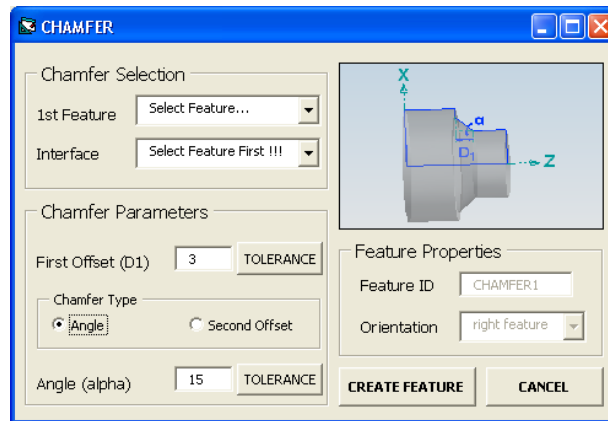 CHAMFER
Chamfer Selection
1st Feature Select Feature...
Interface Select Feature First !!!
X
α
D1
Z
Chamfer Parameters
First Offset (D1) 3 TOLERANCE
Chamfer Type
Angle Second Offset
Angle (alpha) 15 TOLERANCE
Feature Properties
Feature ID CHAMFER1
Orientation right feature
CREATE FEATURE CANCEL